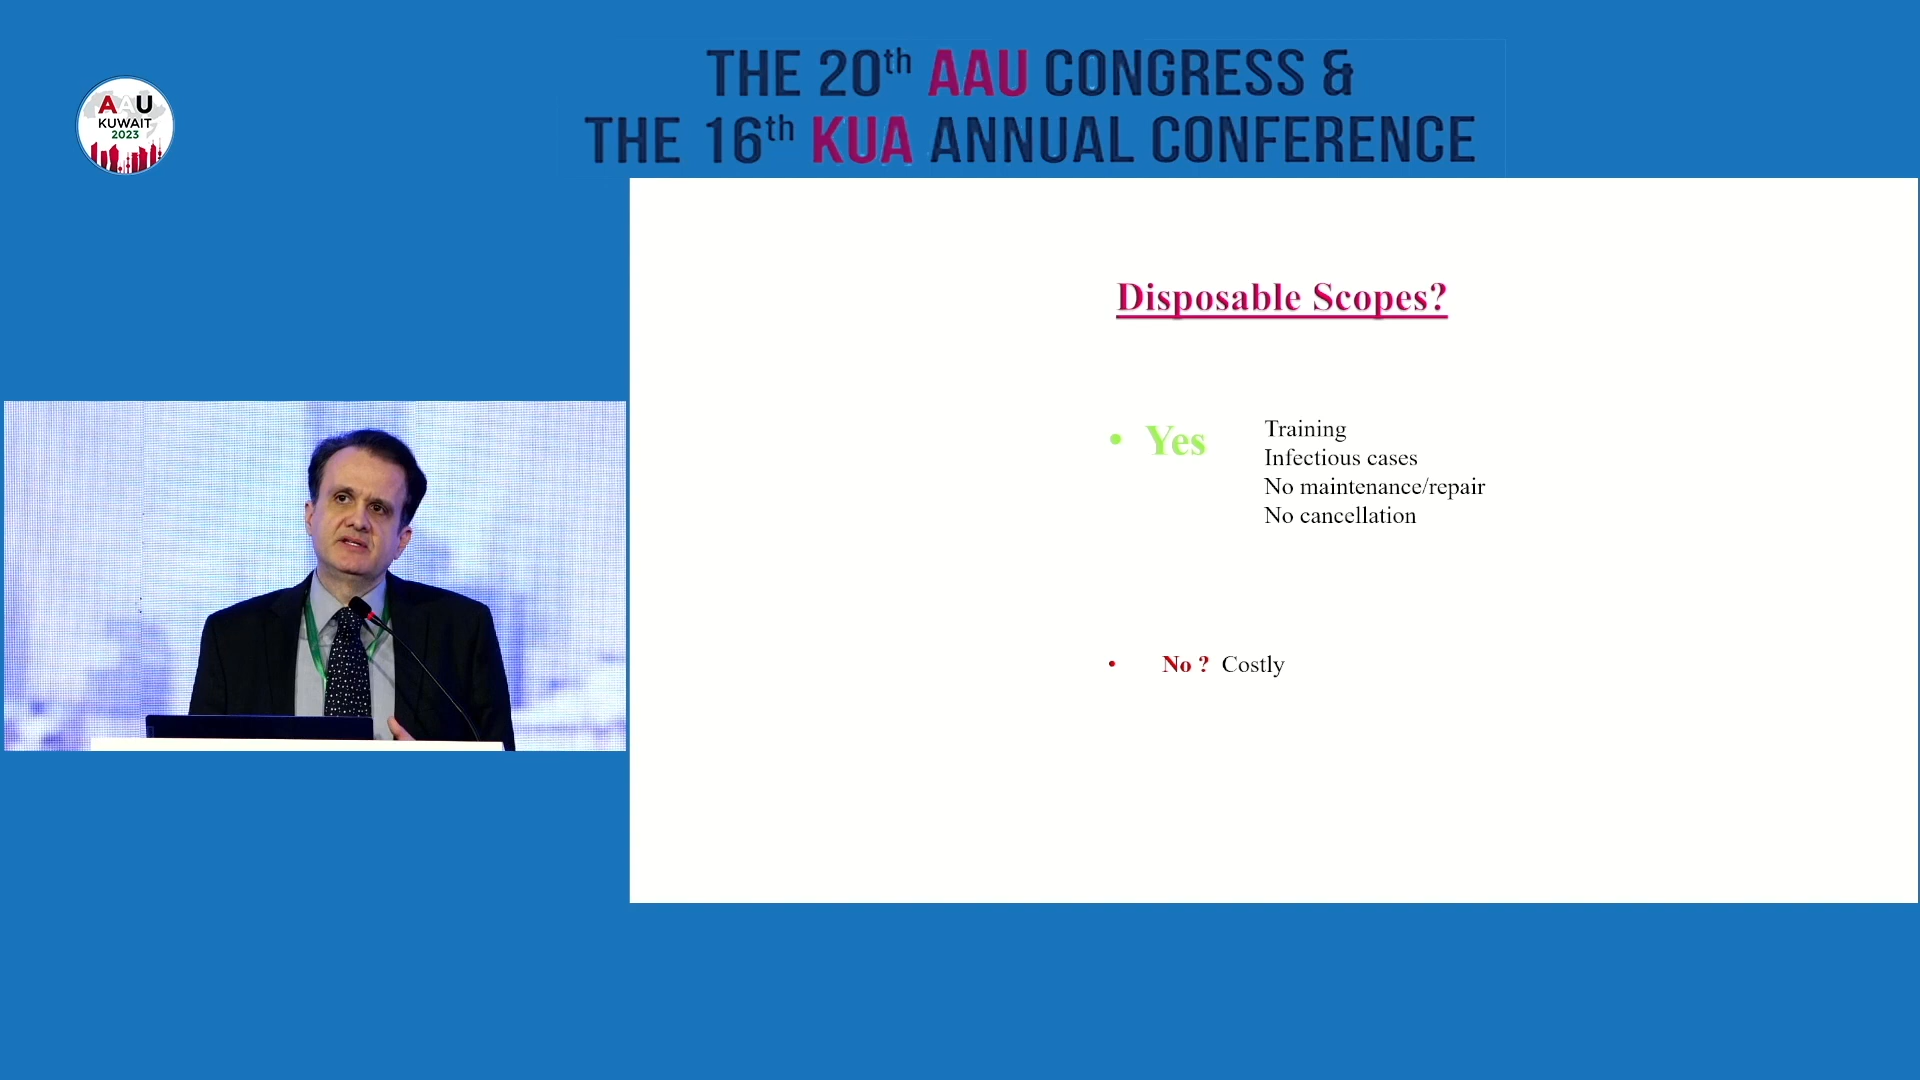 THE 20th AAU CONGRESS &
THE 16th KUA ANNUAL CONFERENCE
AAU
KUWAIT
2023
Disposable Scopes?
• Yes
Training
Infectious cases
No maintenance/repair
No cancellation
• No ? Costly